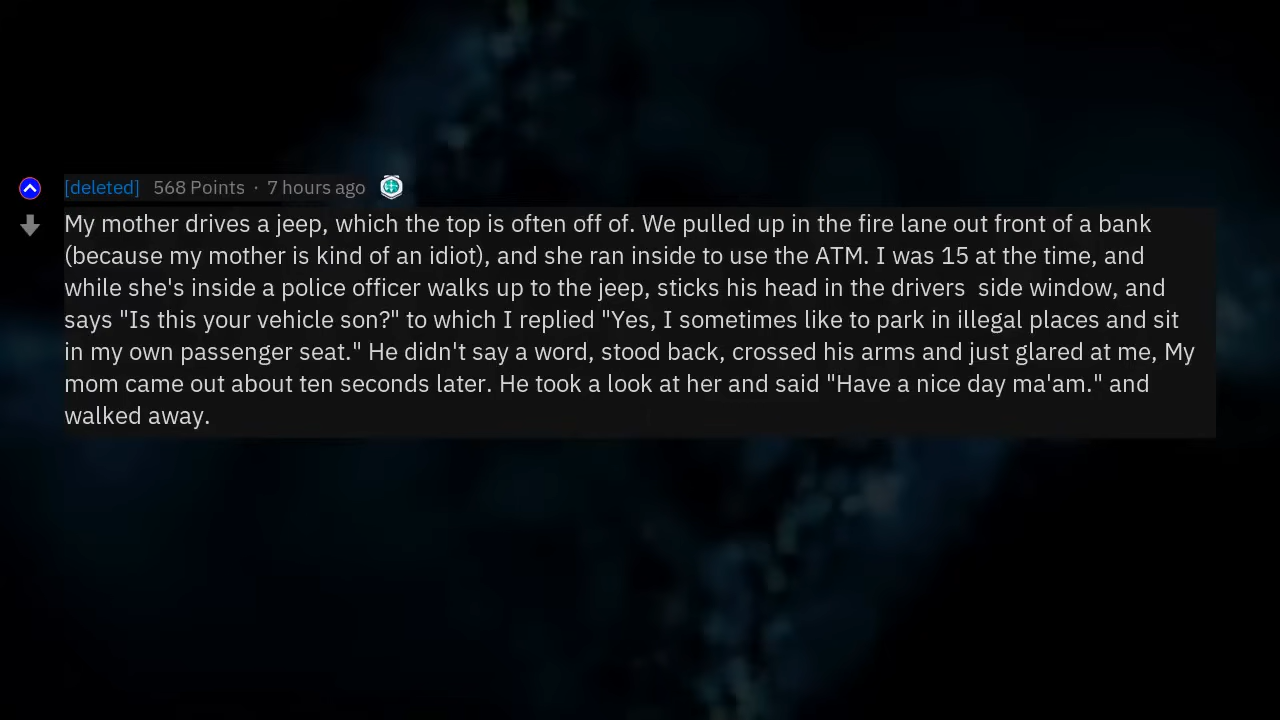 [deleted] 568 Points · 7 hours ago
My mother drives a jeep, which the top is often off of. We pulled up in the fire lane out front of a bank
(because my mother is kind of an idiot), and she ran inside to use the ATM. I was 15 at the time, and
while she's inside a police officer walks up to the jeep, sticks his head in the drivers  side window, and
says "Is this your vehicle son?" to which I replied "Yes, I sometimes like to park in illegal places and sit
in my own passenger seat." He didn't say a word, stood back, crossed his arms and just glared at me, My
mom came out about ten seconds later. He took a look at her and said "Have a nice day ma'am." and
walked away.